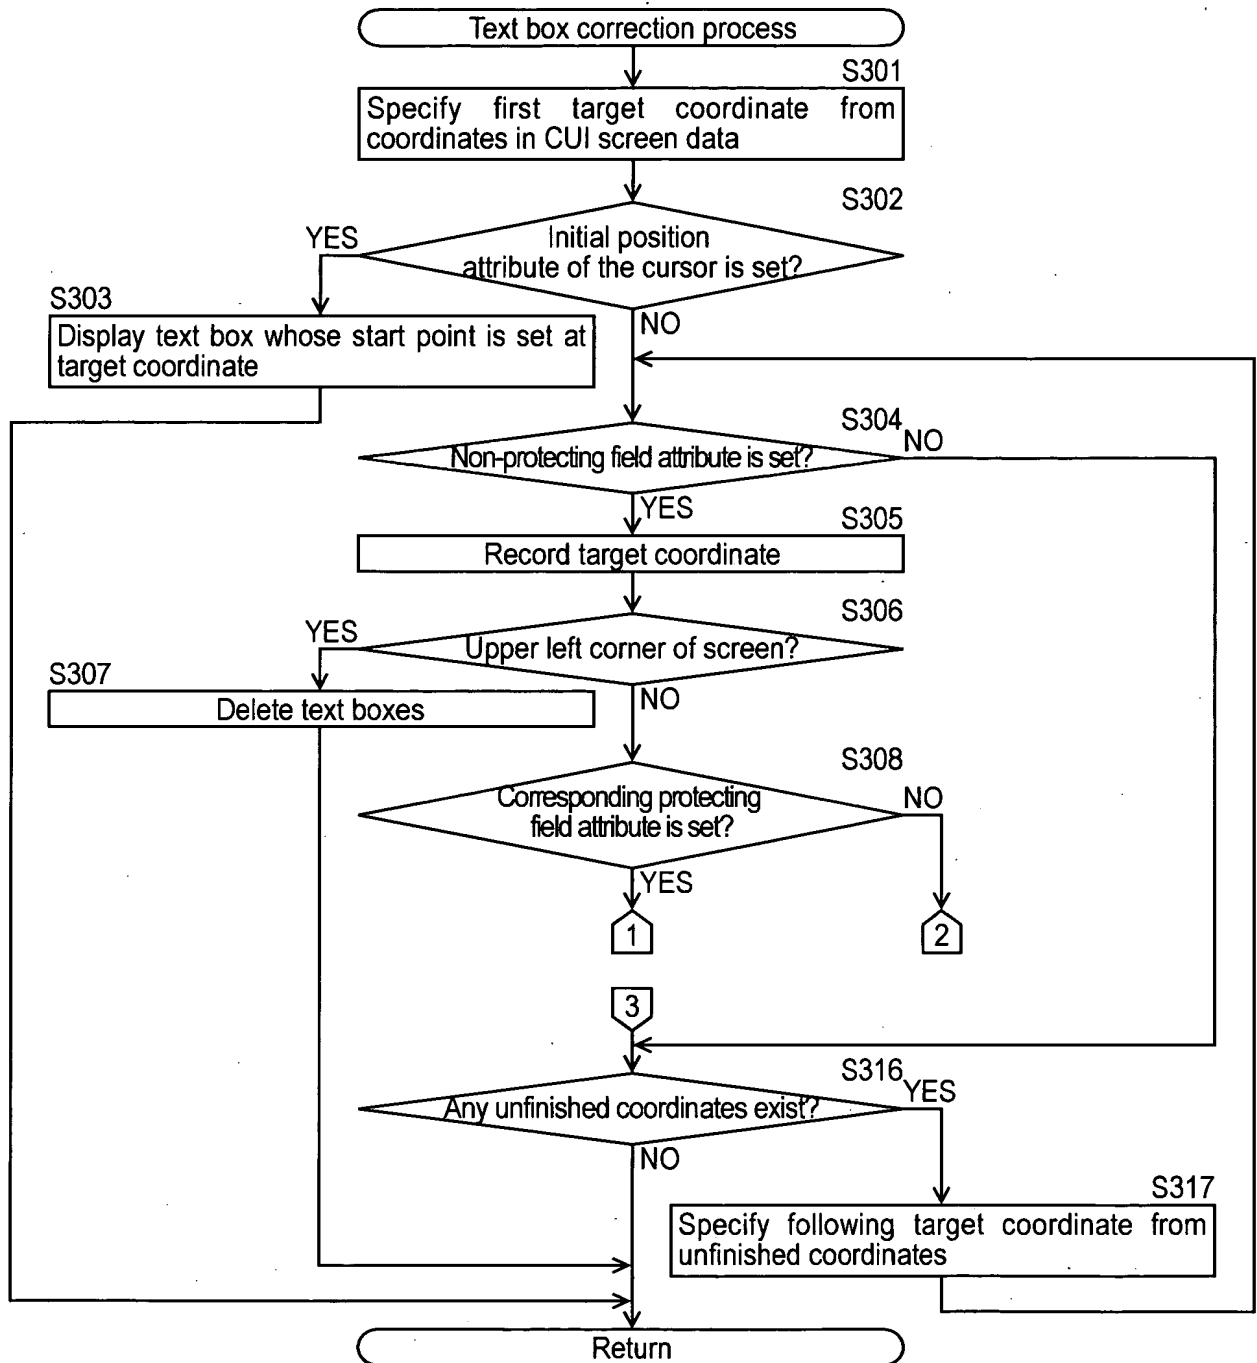 Text box correction process
S301
Specify first target coordinate from
coordinates in CUI screen data
S302
Initial position
attribute of the cursor is set?
YES
NO
S303
Display text box whose start point is set at
target coordinate
S304
Non-protecting field attribute is set?
NO
YES
S305
Record target coordinate
S306
Upper left corner of screen?
YES
NO
S307
Delete text boxes
S308
Corresponding protecting
field attribute is set?
NO
YES
1
2
3
S316
Any unfinished coordinates exist?
YES
NO
S317
Specify following target coordinate from
unfinished coordinates
Return